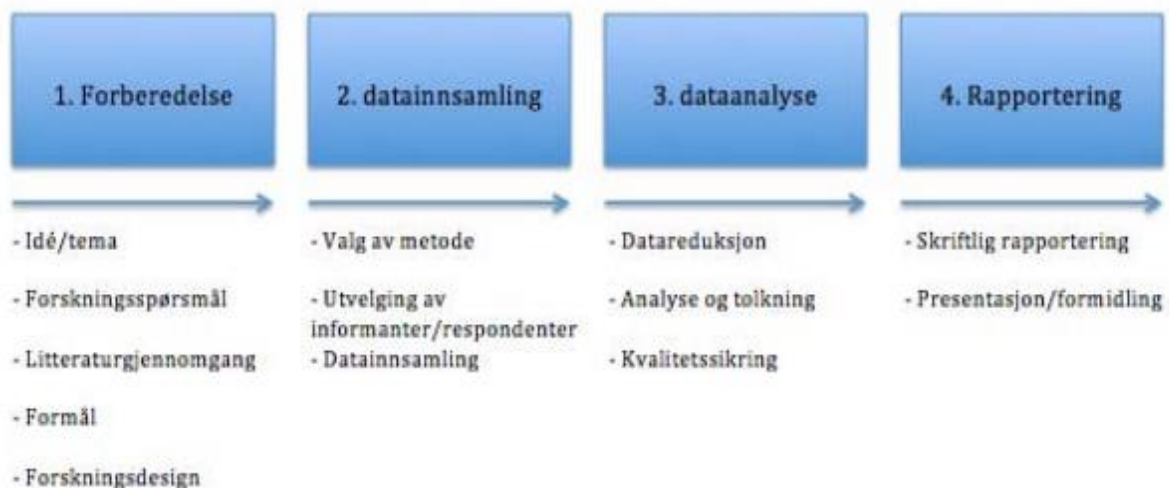 1. Forberedelse
- Idé/tema
- Forskningsspørsmål
- Litteraturgjennomgang
- Formål
- Forskningsdesign
2. datainnsamling
- Valg av metode
- Utvelging av
informanter/respondenter
- Datainnsamling
3. dataanalyse
- Datareduksjon
- Analyse og tolkning
- Kvalitetssikring
4. Rapportering
- Skriftlig rapportering
- Presentasjon/formidling